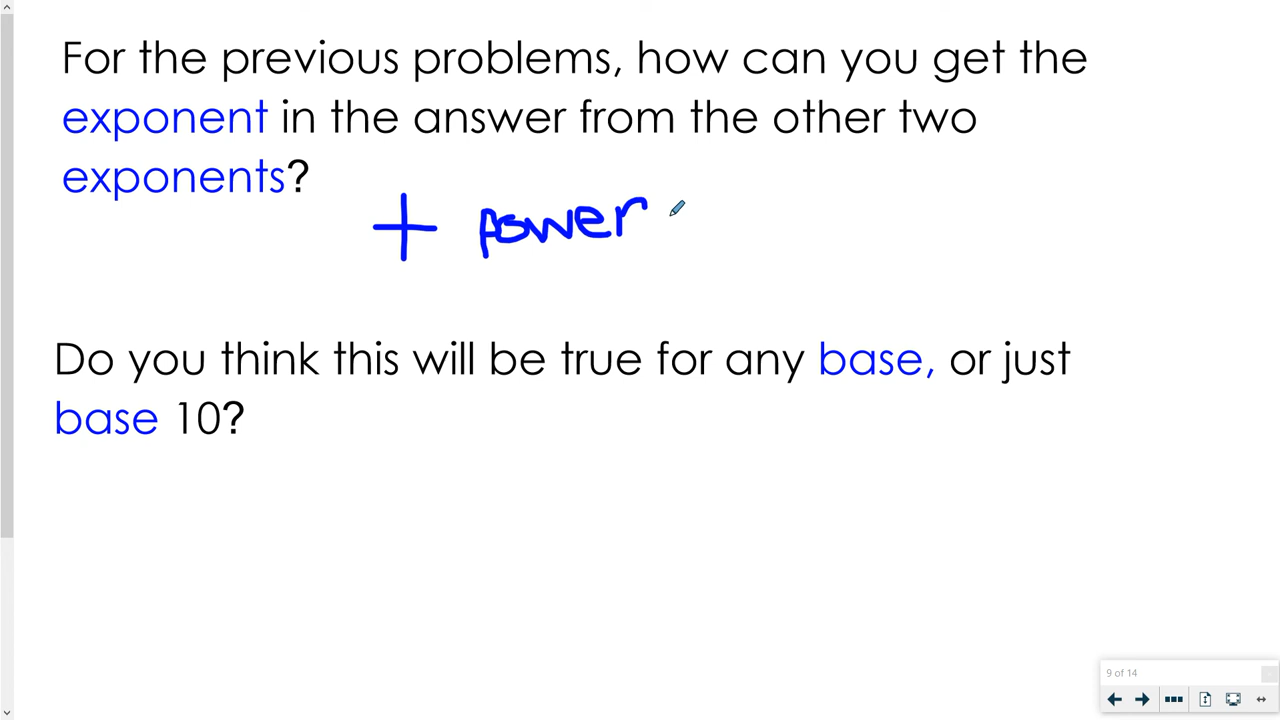 For the previous problems, how can you get the
exponent in the answer from the other two
exponents?
+ power
Do you think this will be true for any base, or just
base 10?
9 of 14